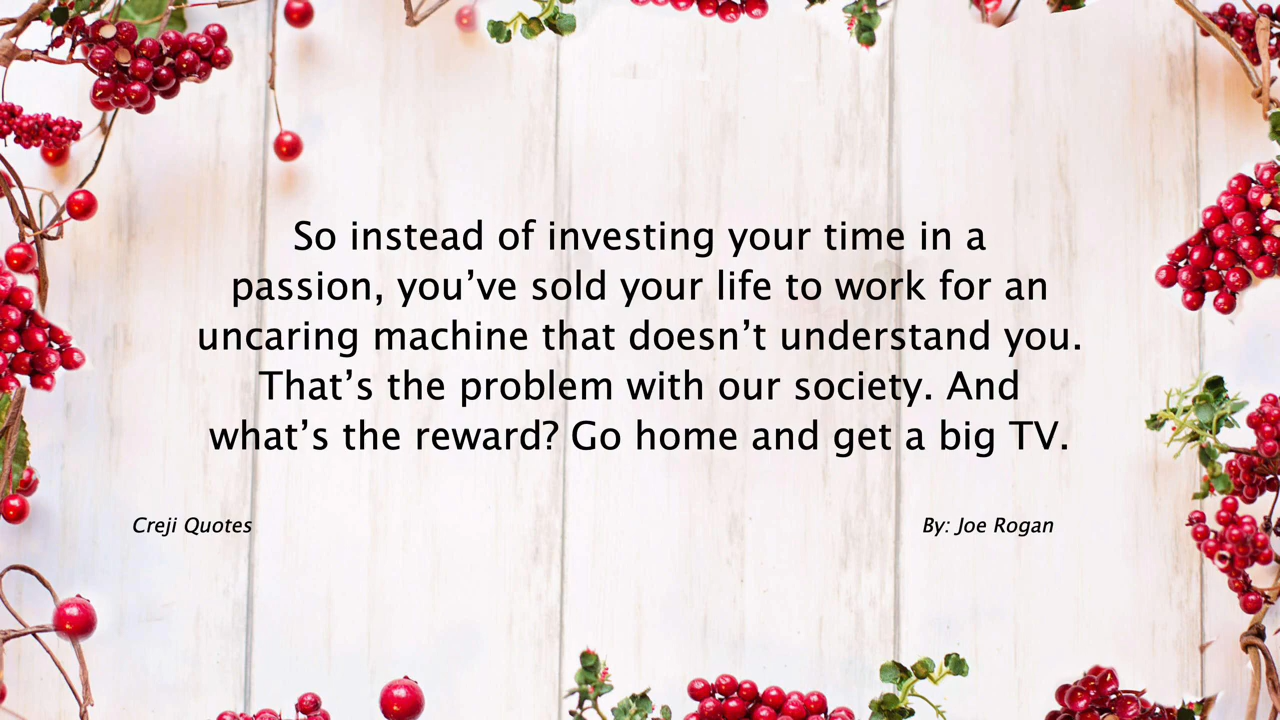 So instead of investing your time in a
passion, you’ve sold your life to work for an
uncaring machine that doesn’t understand you.
That’s the problem with our society. And
what’s the reward? Go home and get a big TV.
Creji Quotes
By: Joe Rogan